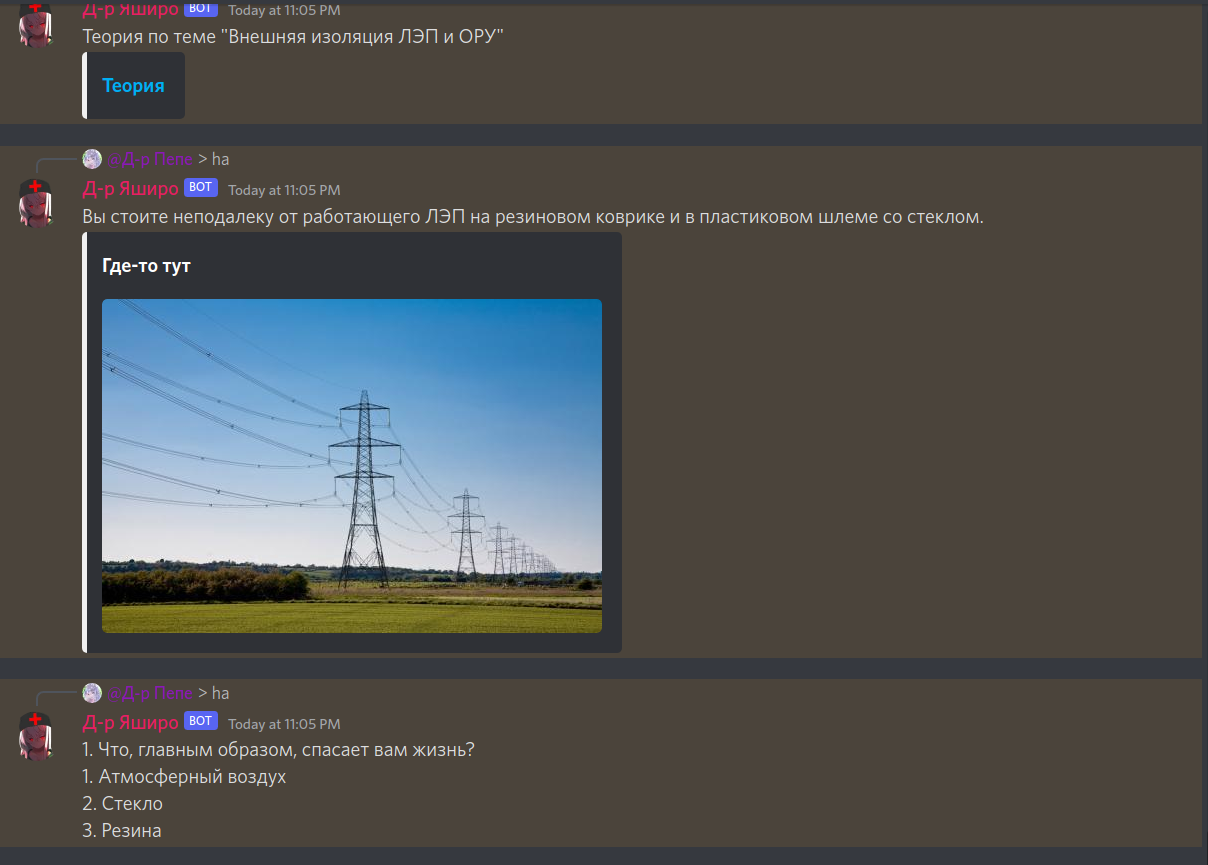 Д-р Яширо BOT Today at 11:05 PM
Теория по теме "Внешняя изоляция ЛЭП и ОРУ"
Теория
@Д-р Пепе > ha
Д-р Яширо BOT Today at 11:05 PM
Вы стоите неподалеку от работающего ЛЭП на резиновом коврике и в пластиковом шлеме со стеклом.
Где-то тут
@Д-р Пепе > ha
Д-р Яширо BOT Today at 11:05 PM
1. Что, главным образом, спасает вам жизнь?
1. Атмосферный воздух
2. Стекло
3. Резина